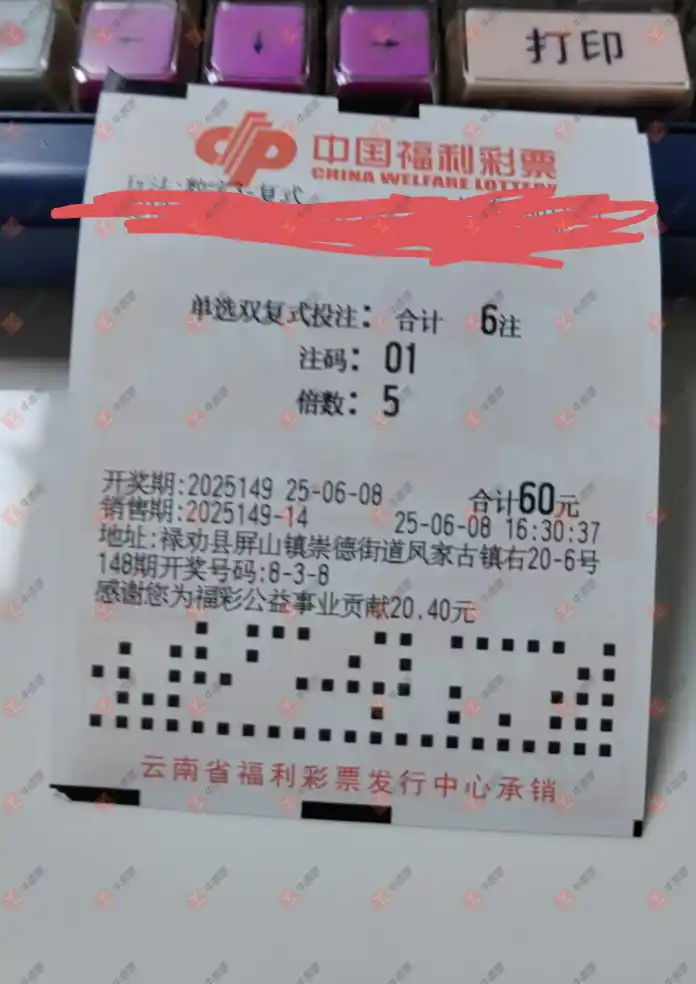 ← ↓ → 打印
中国福利彩票
CHINA WELFARE LOTTERY
单选双复式投注: 合计 6注
注码: 01
倍数: 5
开奖期:2025149 25-06-08 合计60元
销售期:2025149-14 25-06-08 16:30:37
地址:禄劝县屏山镇崇德街道凤家古镇右20-6号
148期开奖号码:8-3-8
感谢您为福彩公益事业贡献20.40元
云南省福利彩票发行中心承销